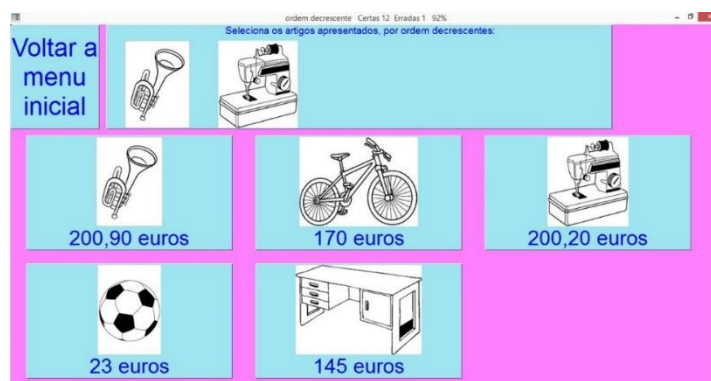 ordem decrescente Certas 12 Erradas 1 92%
Voltar a
menu
inicial
Seleciona os artigos apresentados, por ordem decrescentes:
200,90 euros
170 euros
200,20 euros
23 euros
145 euros